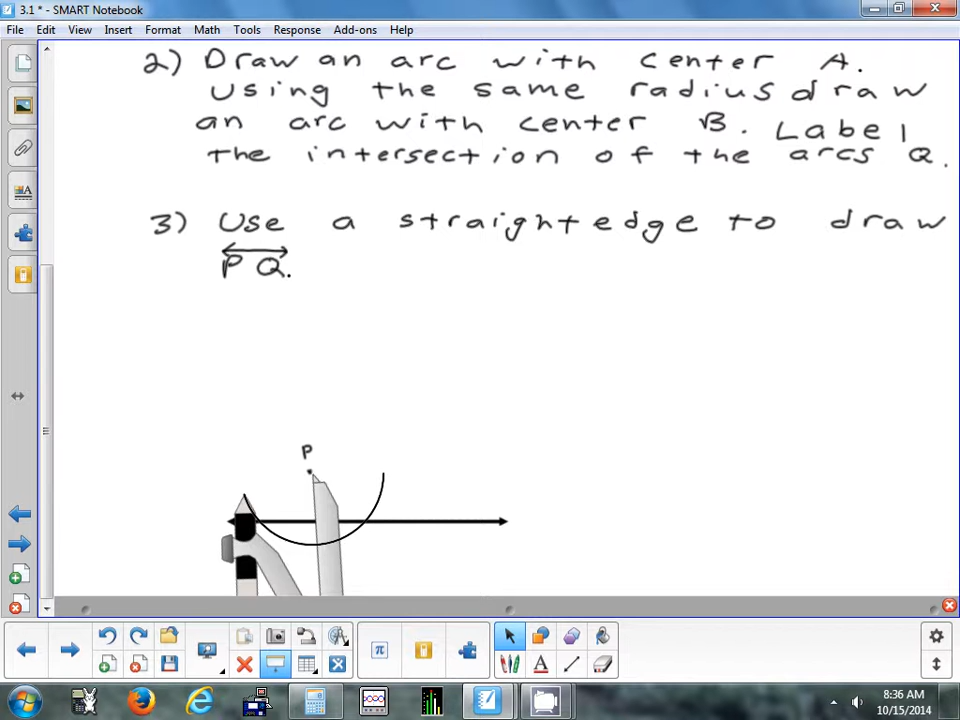 3.1 * - SMART Notebook
File Edit View Insert Format Math Tools Response Add-ons Help
2) Draw an arc with center A.
using the same radius draw
an arc with center B. Label
the intersection of the arcs Q.
3) Use a straightedge to draw
PQ.
P
8:36 AM
10/15/2014